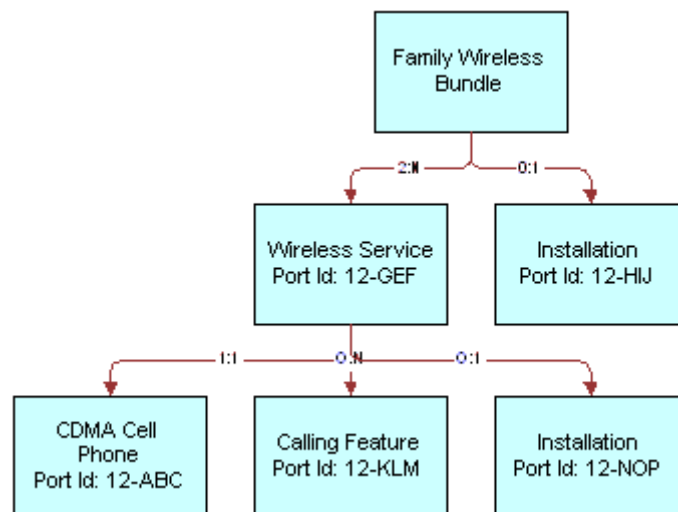 Family Wireless
Bundle
2:N
0:1
Wireless Service
Port Id: 12-GEF
Installation
Port Id: 12-HIJ
1:1
0:N
0:1
CDMA Cell
Phone
Port Id: 12-ABC
Calling Feature
Port Id: 12-KLM
Installation
Port Id: 12-NOP